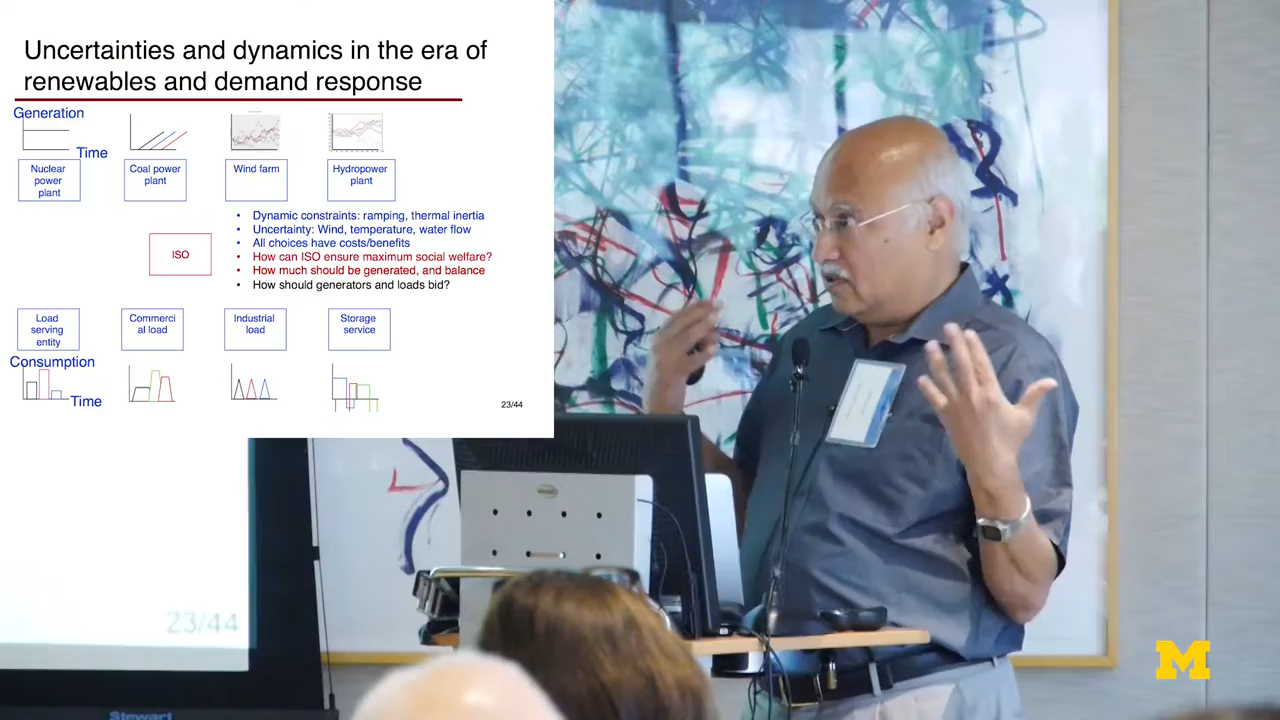 Uncertainties and dynamics in the era of
renewables and demand response
Generation
Time
Nuclear
power
plant
Coal power
plant
Wind farm
Hydropower
plant
• Dynamic constraints: ramping, thermal inertia
• Uncertainty: Wind, temperature, water flow
• All choices have costs/benefits
• How can ISO ensure maximum social welfare?
• How much should be generated, and balance
• How should generators and loads bid?
ISO
Load
serving
entity
Commerci
al load
Industrial
load
Storage
service
Consumption
Time
23/44
23/44
Stewart
M